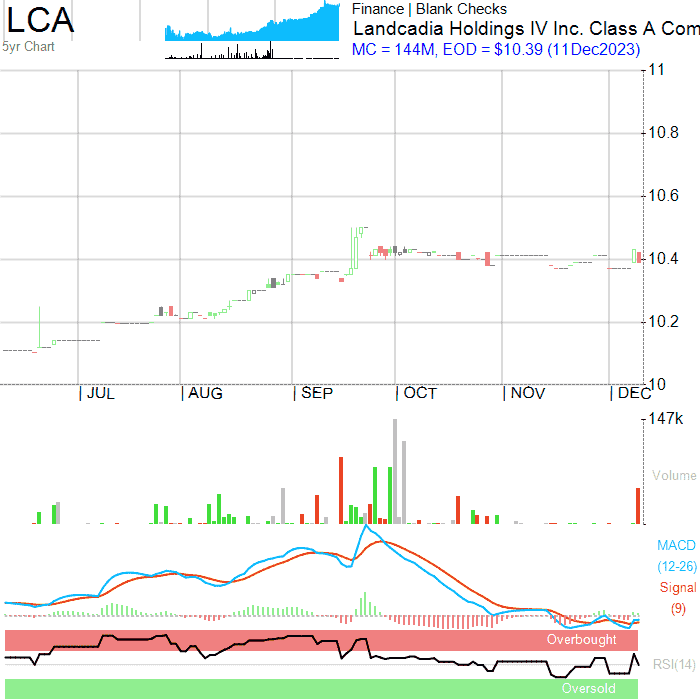 LCA
5yr Chart
Finance | Blank Checks
Landcadia Holdings IV Inc. Class A Com
MC = 144M, EOD = $10.39 (11Dec2023)
11
10.8
10.6
10.4
10.2
10
| JUL | AUG | SEP | OCT | NOV | DEC
147k
Volume
MACD
(12-26)
Signal
(9)
Overbought
RSI(14)
Oversold